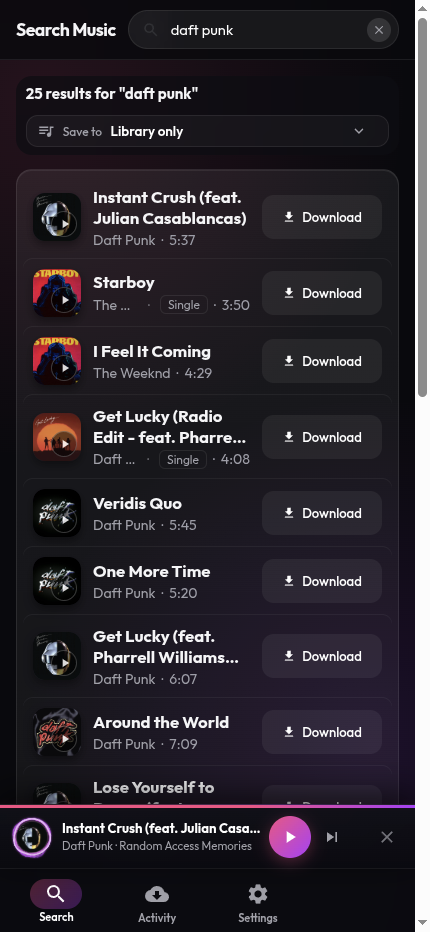 Search Music
daft punk
25 results for "daft punk"
Save to Library only
Instant Crush (feat.
Julian Casablancas)
Daft Punk · 5:37
Download
STARBOY
Starboy
The ... · Single · 3:50
Download
STARBOY
I Feel It Coming
The Weeknd · 4:29
Download
Get Lucky (Radio
Edit - feat. Pharre...
Daft ... · Single · 4:08
Download
Veridis Quo
Daft Punk · 5:45
Download
One More Time
Daft Punk · 5:20
Download
Get Lucky (feat.
Pharrell Williams...
Daft Punk · 6:07
Download
Around the World
Daft Punk · 7:09
Download
Lose Yourself to
Instant Crush (feat. Julian Casa...
Daft Punk · Random Access Memories
Search
Activity
Settings